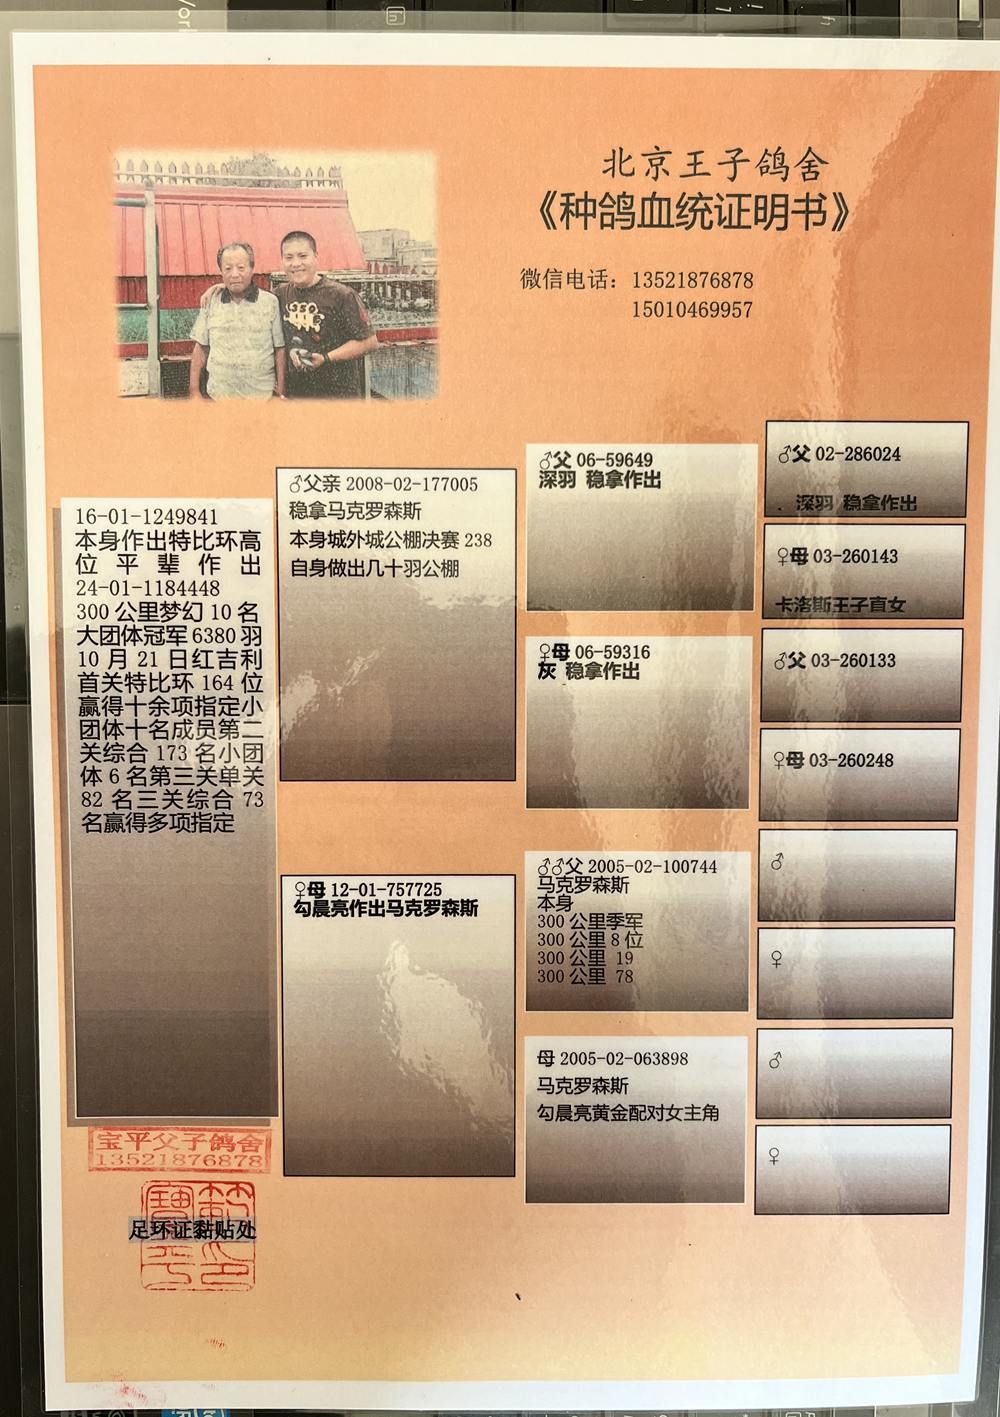 北京王子鸽舍
《种鸽血统证明书》
微信电话：13521876878
15010469957
16-01-1249841
本身作出特比环高
位平辈作出
24-01-1184448
300公里梦幻10名
大团体冠军6380羽
10月21日红吉利
首关特比环164位
赢得十余项指定小
团体十名成员第二
关综合173名小团
体6名第三关单关
82名三关综合73
名赢得多项指定
♂父亲 2008-02-177005
稳拿马克罗森斯
本身城外城公棚决赛238
自身做出几十羽公棚
♀母 12-01-757725
勾晨亮作出马克罗森斯
♂父 06-59649
深羽 稳拿作出
♀母 06-59316
灰 稳拿作出
♂♂父 2005-02-100744
马克罗森斯
本身
300公里季军
300公里8位
300公里 19
300公里 78
母 2005-02-063898
马克罗森斯
勾晨亮黄金配对女主角
♂父 02-286024
. 深羽 稳拿作出
♀母 03-260143
卡洛斯王子直女
♂父 03-260133
♀母 03-260248
♂
♀
♂
♀
宝平父子鸽舍
13521876878
足环证黏贴处